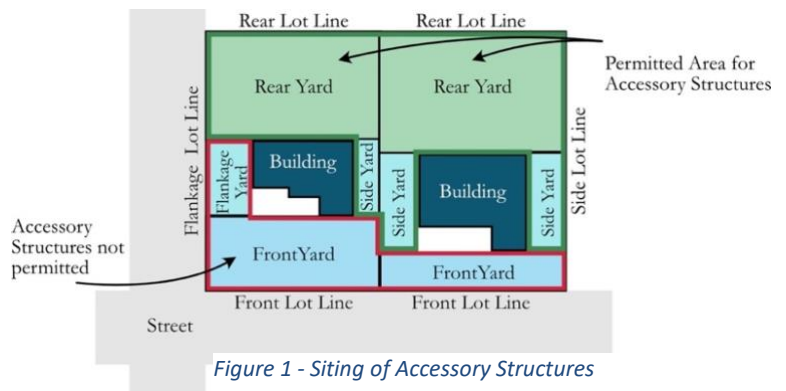 Rear Lot Line
Rear Lot Line
Permitted Area for
Accessory Structures
Rear Yard
Rear Yard
Flankage Lot Line
Side Lot Line
Flankage
Yard
Building
Side Yard
Side Yard
Building
Side Yard
Accessory
Structures not
permitted
FrontYard
FrontYard
Front Lot Line
Front Lot Line
Street
Figure 1 - Siting of Accessory Structures